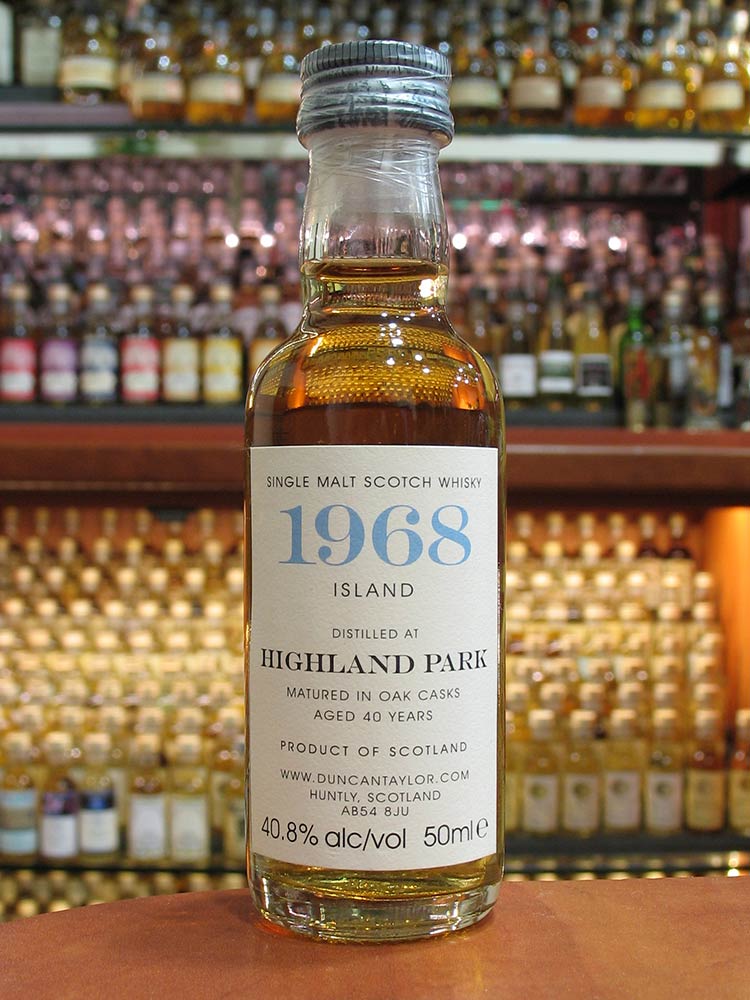 SINGLE MALT SCOTCH WHISKY
1968
ISLAND
DISTILLED AT
HIGHLAND PARK
MATURED IN OAK CASKS
AGED 40 YEARS
PRODUCT OF SCOTLAND
WWW.DUNCANTAYLOR.COM
HUNTLY, SCOTLAND
AB54 8JU
40.8% alc/vol 50ml e